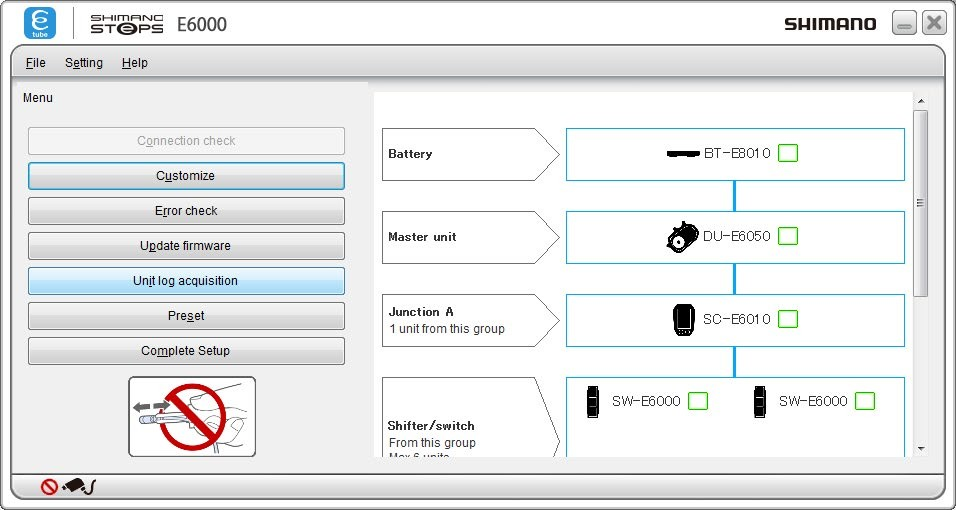 e
tube
SHIMANO
STEPS
E6000
SHIMANO
File Setting Help
Menu
Connection check
Customize
Error check
Update firmware
Unit log acquisition
Preset
Complete Setup
Battery
BT-E8010
Master unit
DU-E6050
Junction A
1 unit from this group
SC-E6010
SW-E6000 SW-E6000
Shifter/switch
From this group
Max 6 units